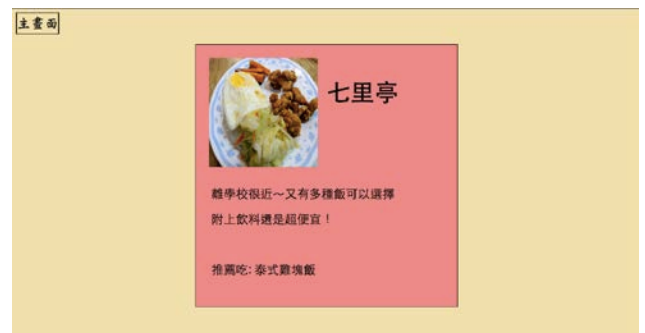 主畫面
七里亭
離學校很近～又有多種飯可以選擇
附上飲料還是超便宜！
推薦吃: 泰式雞塊飯